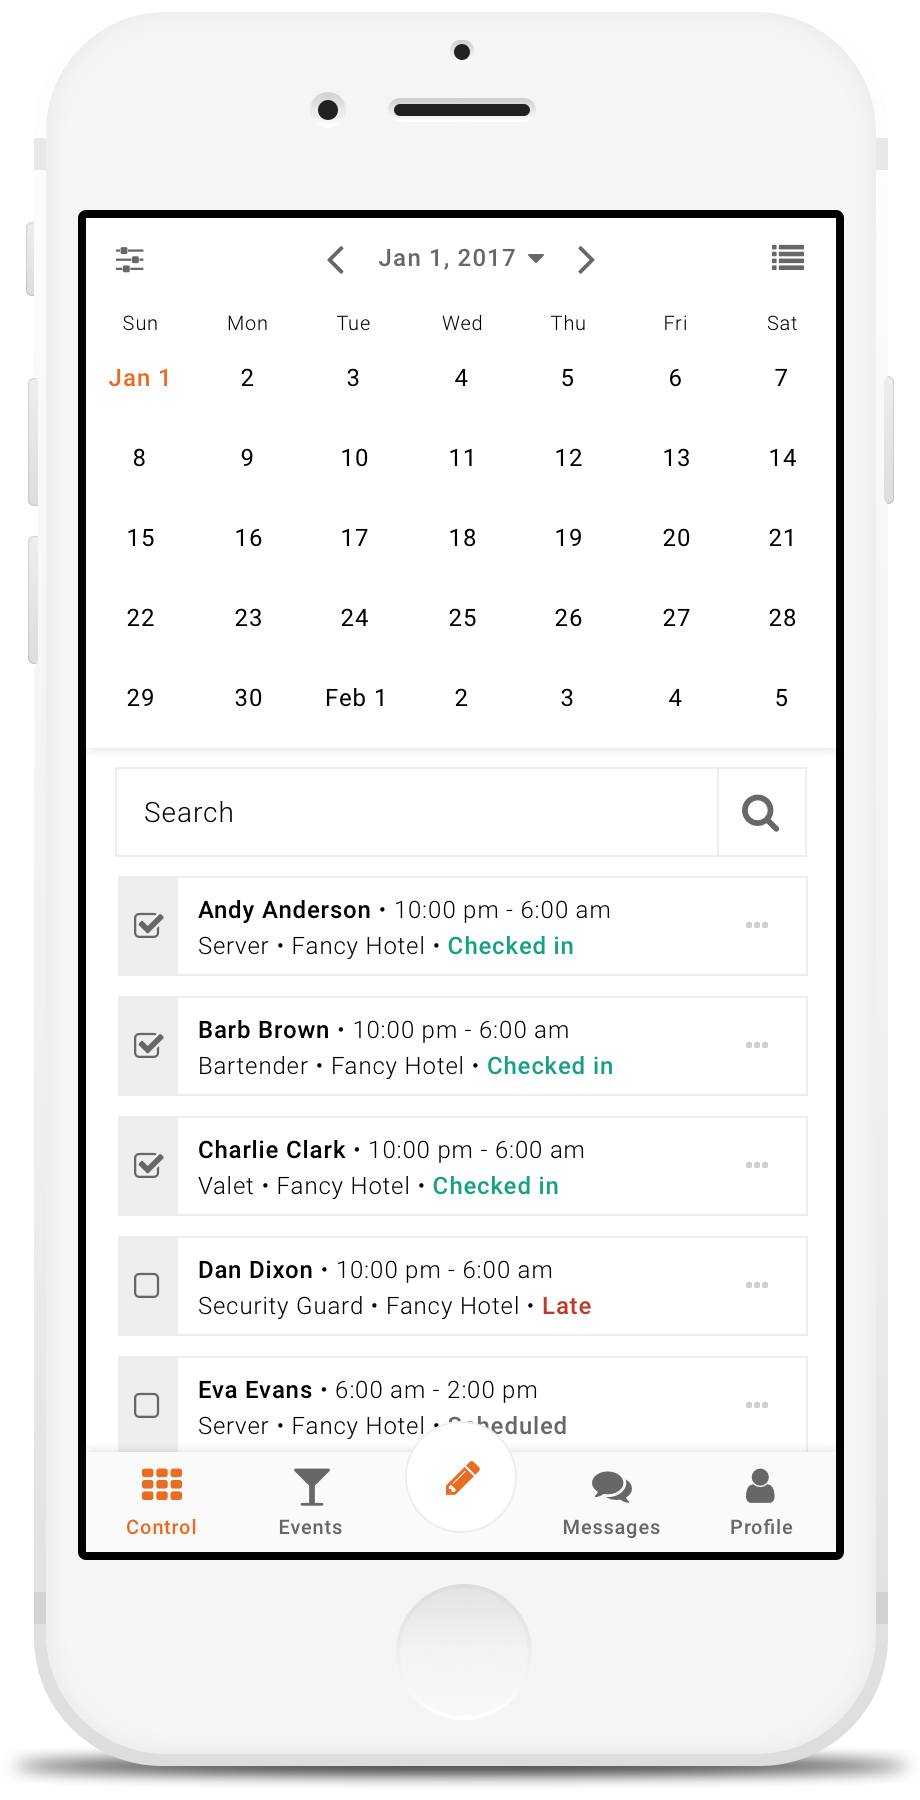 Jan 1, 2017
Sun Mon Tue Wed Thu Fri Sat
Jan 1 2 3 4 5 6 7
8 9 10 11 12 13 14
15 16 17 18 19 20 21
22 23 24 25 26 27 28
29 30 Feb 1 2 3 4 5
Search
Andy Anderson • 10:00 pm - 6:00 am
Server • Fancy Hotel • Checked in
Barb Brown • 10:00 pm - 6:00 am
Bartender • Fancy Hotel • Checked in
Charlie Clark • 10:00 pm - 6:00 am
Valet • Fancy Hotel • Checked in
Dan Dixon • 10:00 pm - 6:00 am
Security Guard • Fancy Hotel • Late
Eva Evans • 6:00 am - 2:00 pm
Server • Fancy Hotel • Scheduled
Control Events Messages Profile